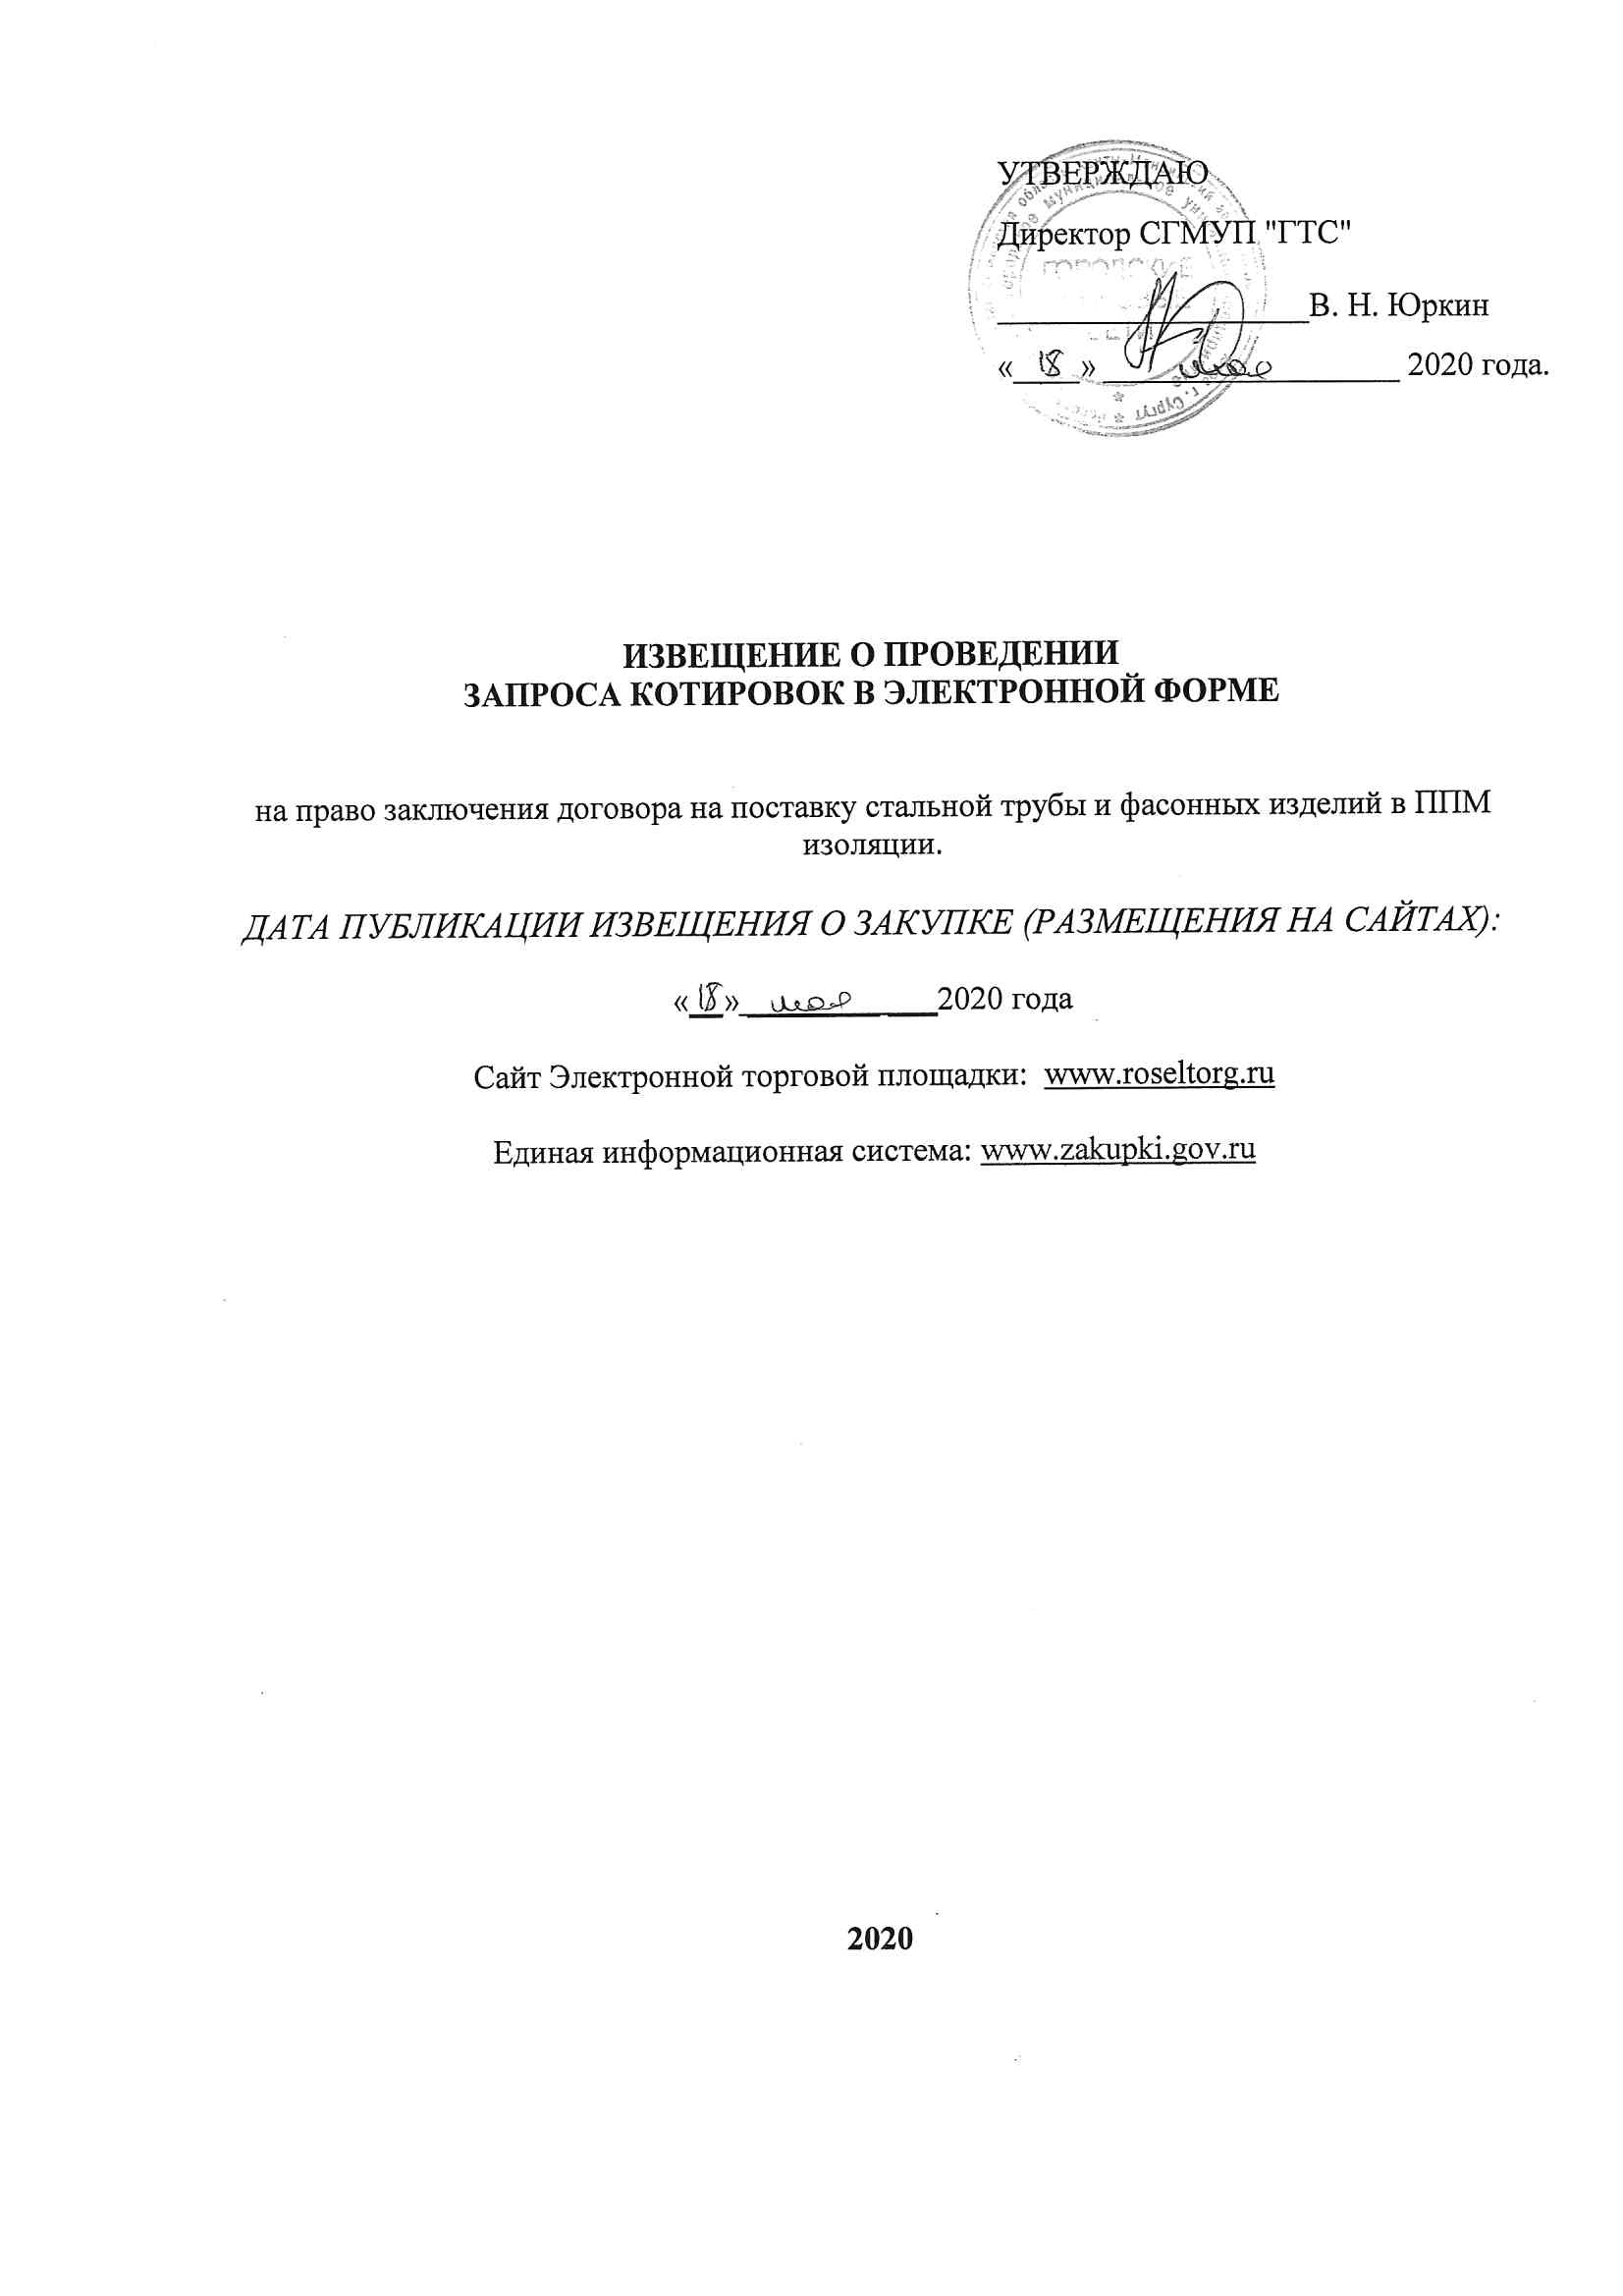 УТВЕРЖДАЮ
Директор СГМУП "ГТС"
В. Н. Юркин
« 18 » мая 2020 года.
ИЗВЕЩЕНИЕ О ПРОВЕДЕНИИ
ЗАПРОСА КОТИРОВОК В ЭЛЕКТРОННОЙ ФОРМЕ
на право заключения договора на поставку стальной трубы и фасонных изделий в ППМ
изоляции.
ДАТА ПУБЛИКАЦИИ ИЗВЕЩЕНИЯ О ЗАКУПКЕ (РАЗМЕЩЕНИЯ НА САЙТАХ):
«18» мая 2020 года
Сайт Электронной торговой площадки: www.roseltorg.ru
Единая информационная система: www.zakupki.gov.ru
2020